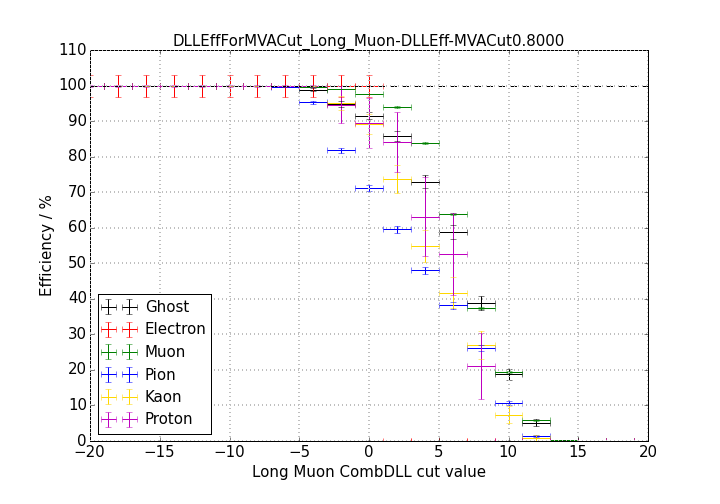 DLLEffForMVACut_Long_Muon-DLLEff-MVACut0.8000
110
100
90
80
70
60
50
40
30
20
10
0
Efficiency / %
Ghost
Electron
Muon
Pion
Kaon
Proton
−20 −15 −10 −5 0 5 10 15 20
Long Muon CombDLL cut value